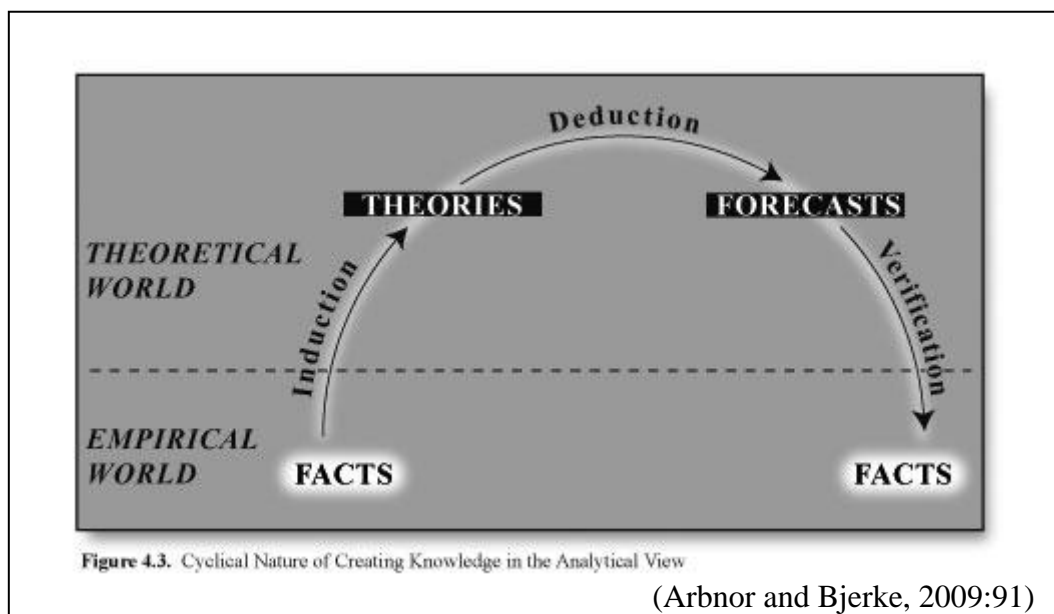 Deduction
THEORIES
FORECASTS
THEORETICAL
WORLD
Induction
Verification
EMPIRICAL
WORLD
FACTS
FACTS
Figure 4.3. Cyclical Nature of Creating Knowledge in the Analytical View
(Arbnor and Bjerke, 2009:91)